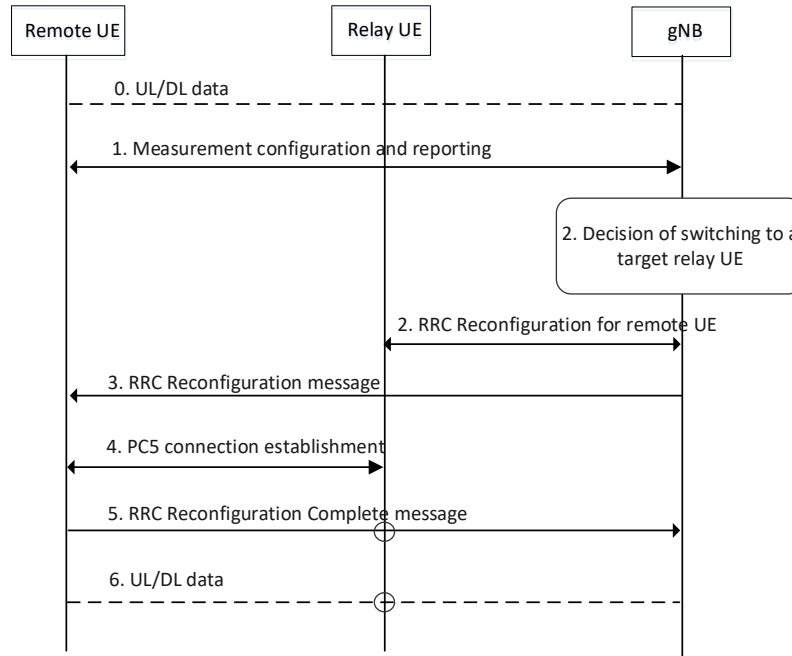 Remote UE
Relay UE
gNB
0. UL/DL data
1. Measurement configuration and reporting
2. Decision of switching to a
target relay UE
2. RRC Reconfiguration for remote UE
3. RRC Reconfiguration message
4. PC5 connection establishment
5. RRC Reconfiguration Complete message
6. UL/DL data